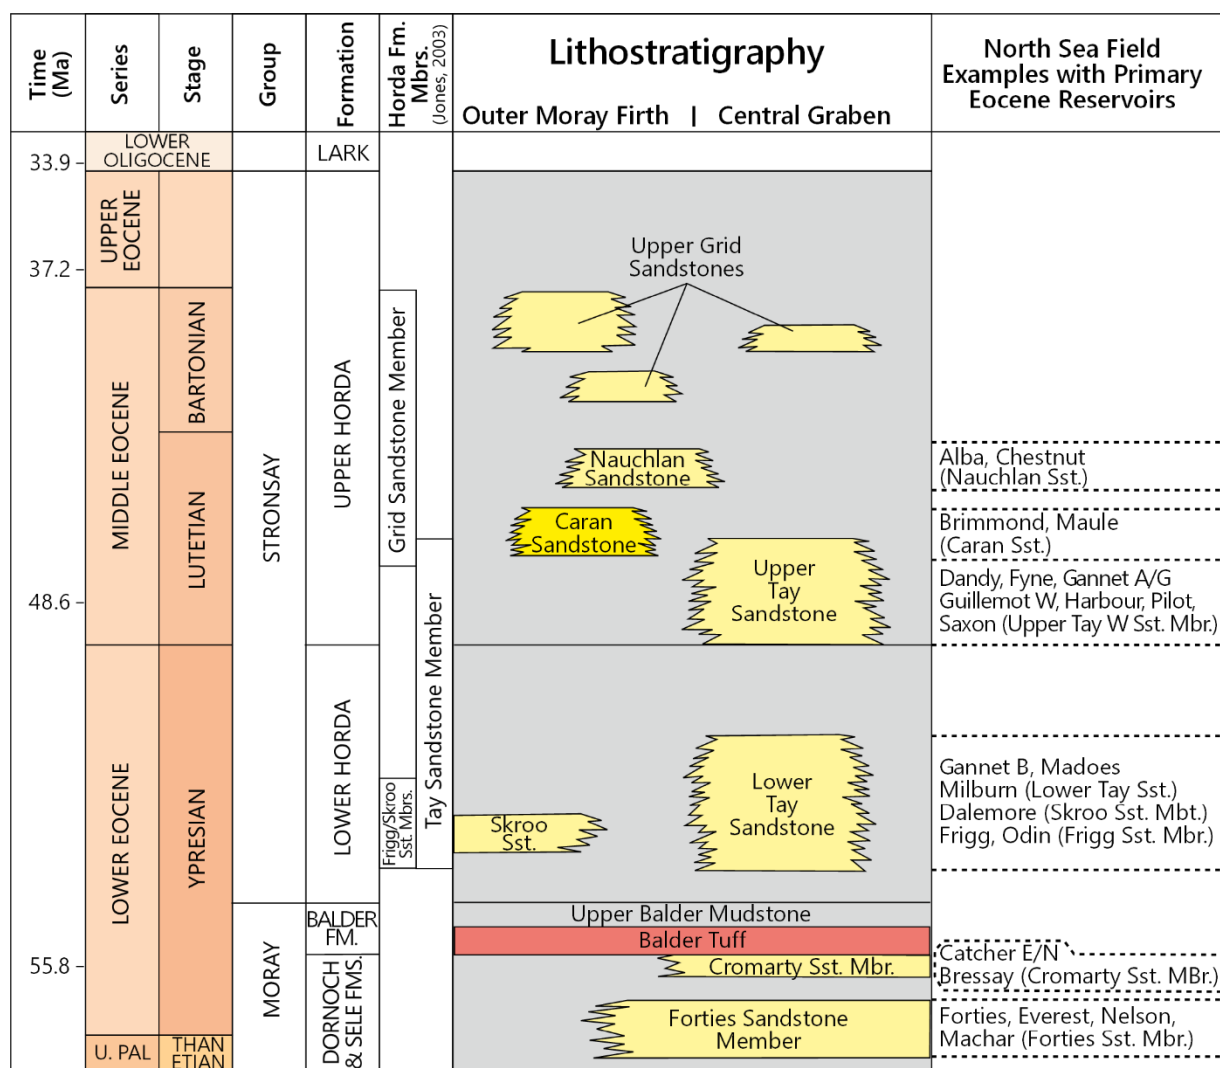 Time
(Ma)
Series
Stage
Group
Formation
Horda Fm.
Mbrs.
(Jones, 2003)
Lithostratigraphy
Outer Moray Firth | Central Graben
North Sea Field
Examples with Primary
Eocene Reservoirs
33.9
37.2
48.6
55.8
LOWER
OLIGOCENE
UPPER
EOCENE
MIDDLE EOCENE
LOWER EOCENE
U. PAL
BARTONIAN
LUTETIAN
YPRESIAN
THAN
ETIAN
STRONSAY
MORAY
LARK
UPPER HORDA
LOWER HORDA
BALDER
FM.
DORNOCH
& SELE FMS.
Grid Sandstone Member
Frigg/Skroo
Sst. Mbrs.
Tay Sandstone Member
Upper Grid
Sandstones
Nauchlan
Sandstone
Caran
Sandstone
Upper
Tay
Sandstone
Lower
Tay
Sandstone
Skroo
Sst.
Upper Balder Mudstone
Balder Tuff
Cromarty Sst. Mbr.
Forties Sandstone
Member
Alba, Chestnut
(Nauchlan Sst.)
Brimmond, Maule
(Caran Sst.)
Dandy, Fyne, Gannet A/G
Guillemot W, Harbour, Pilot,
Saxon (Upper Tay W Sst. Mbr.)
Gannet B, Madoes
Milburn (Lower Tay Sst.)
Dalemore (Skroo Sst. Mbt.)
Frigg, Odin (Frigg Sst. Mbr.)
Catcher E/N
Bressay (Cromarty Sst. MBr.)
Forties, Everest, Nelson,
Machar (Forties Sst. Mbr.)